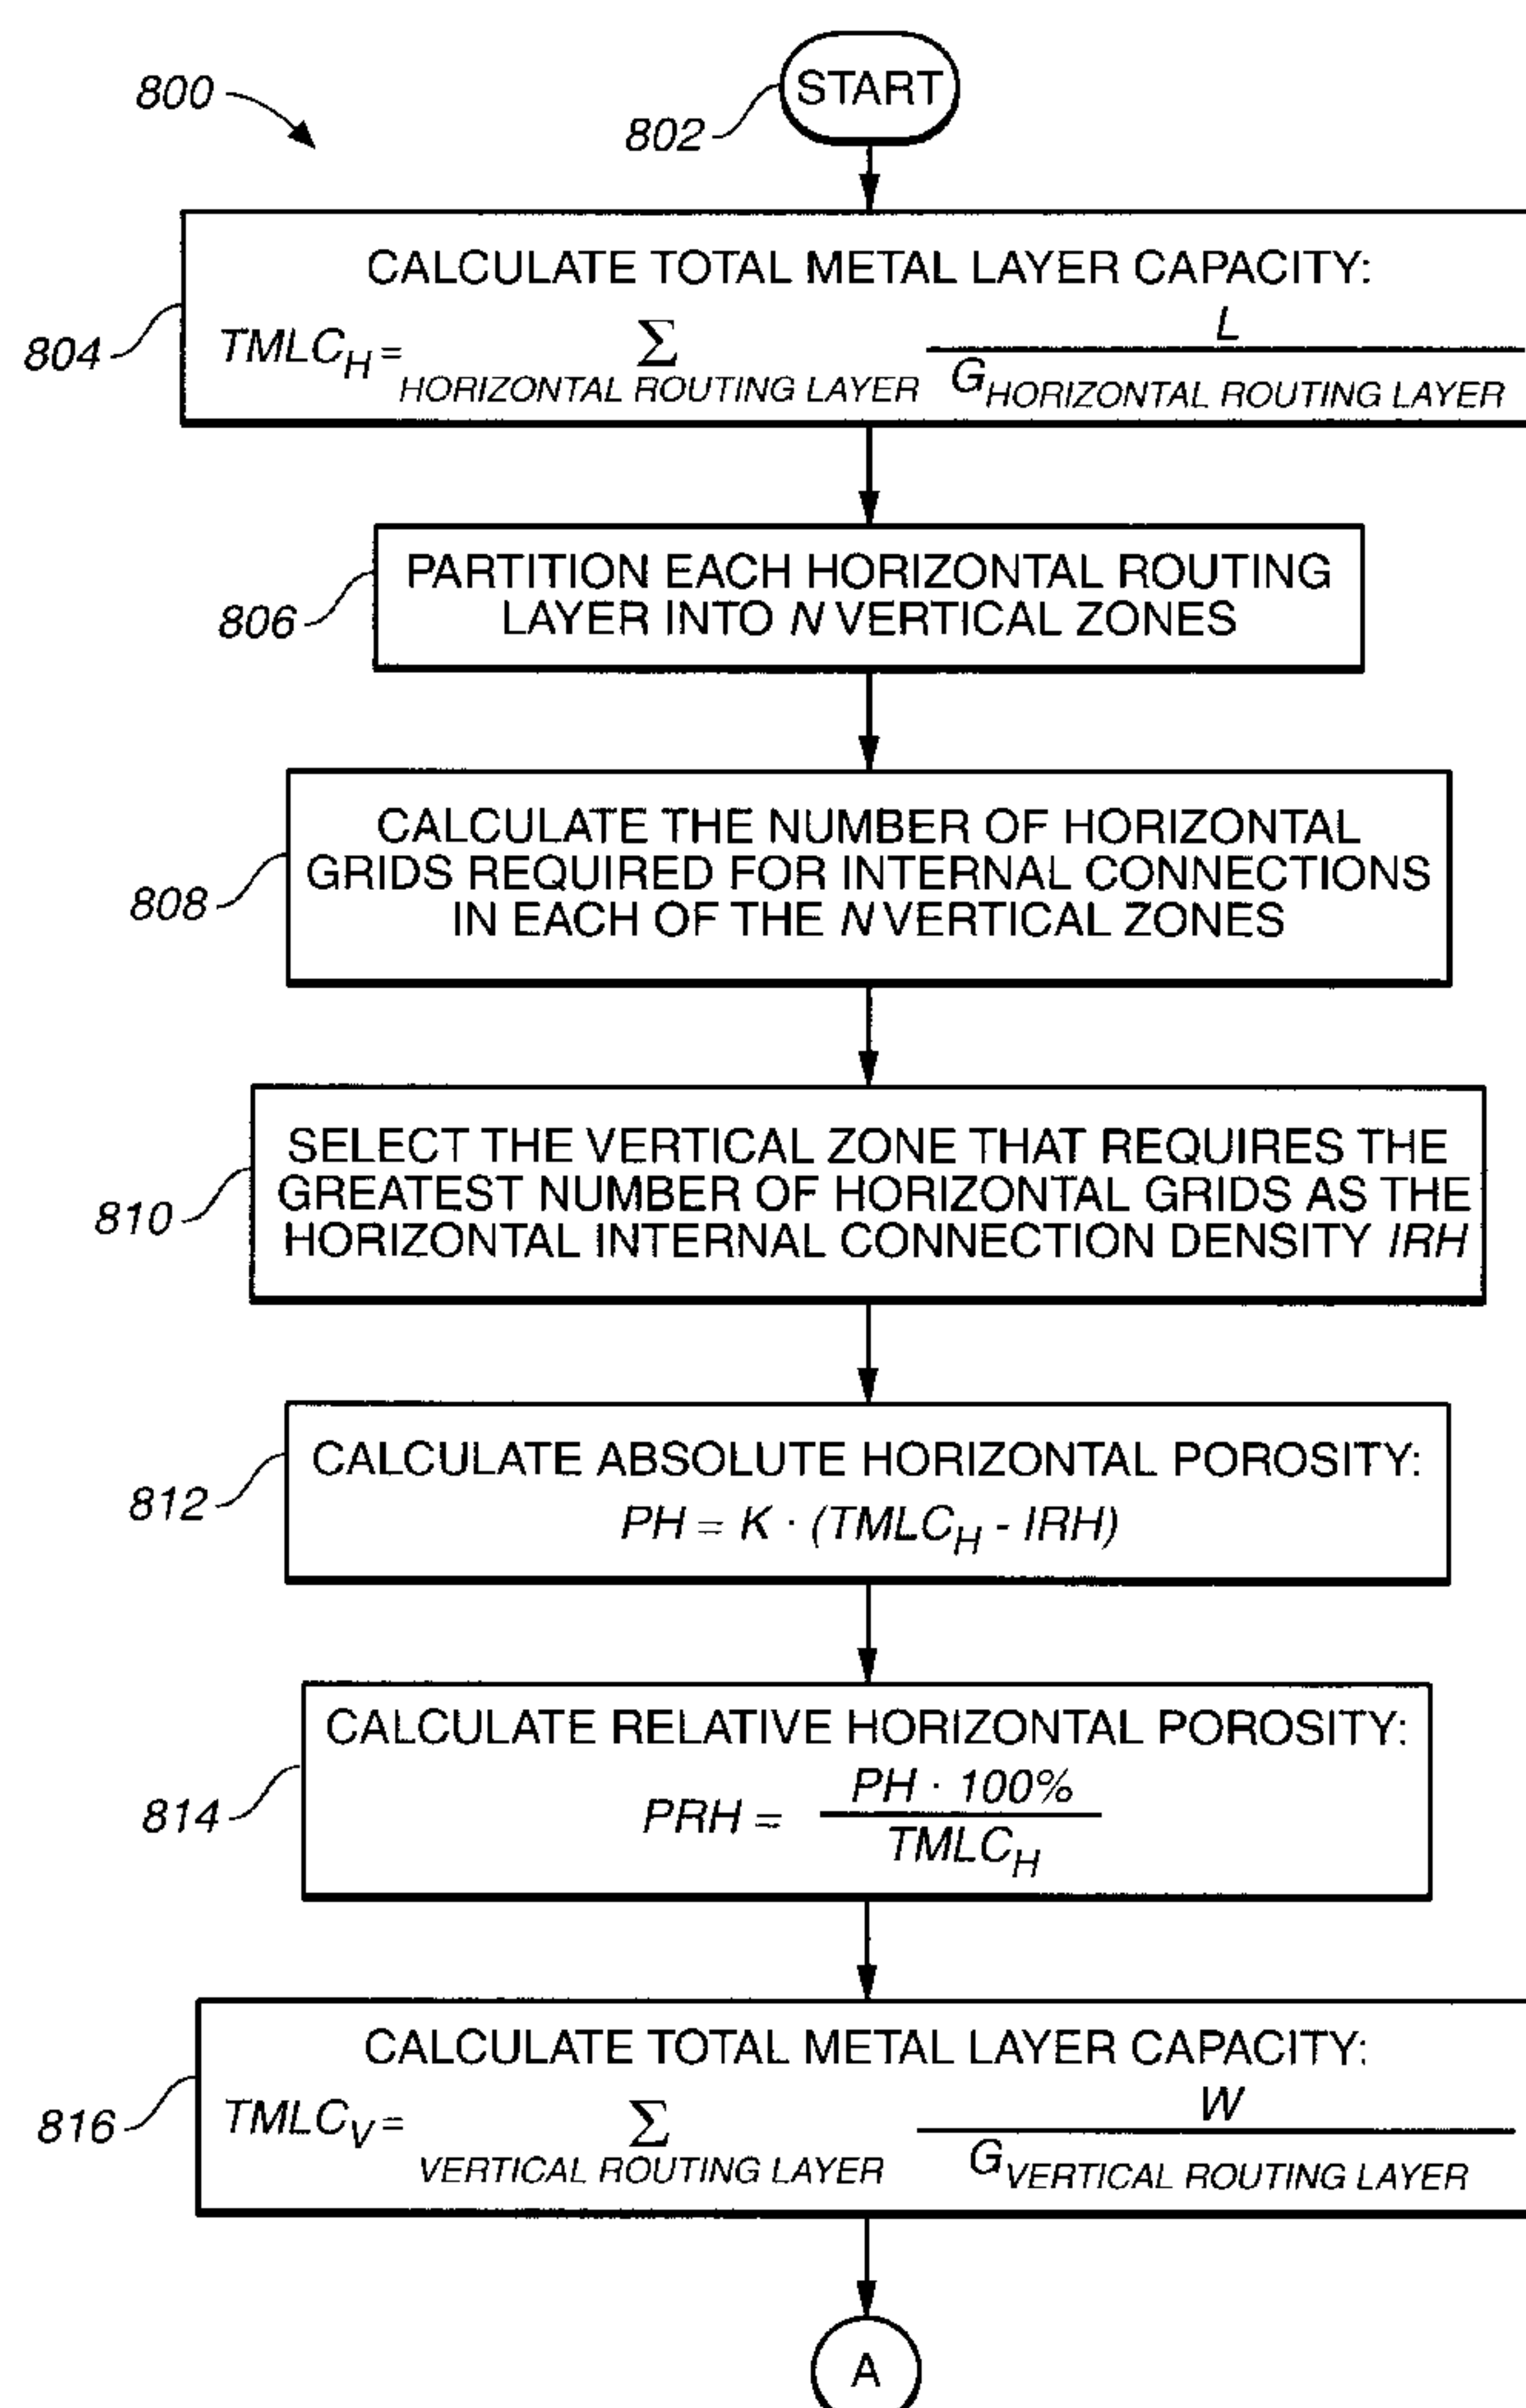 800
802
START
CALCULATE TOTAL METAL LAYER CAPACITY:
804
TMLC_H = Σ L
HORIZONTAL ROUTING LAYER G_HORIZONTAL ROUTING LAYER
806
PARTITION EACH HORIZONTAL ROUTING
LAYER INTO N VERTICAL ZONES
808
CALCULATE THE NUMBER OF HORIZONTAL
GRIDS REQUIRED FOR INTERNAL CONNECTIONS
IN EACH OF THE N VERTICAL ZONES
810
SELECT THE VERTICAL ZONE THAT REQUIRES THE
GREATEST NUMBER OF HORIZONTAL GRIDS AS THE
HORIZONTAL INTERNAL CONNECTION DENSITY IRH
812
CALCULATE ABSOLUTE HORIZONTAL POROSITY:
PH = K · (TMLC_H - IRH)
814
CALCULATE RELATIVE HORIZONTAL POROSITY:
PH · 100%
PRH =
TMLC_H
816
CALCULATE TOTAL METAL LAYER CAPACITY:
TMLC_V = Σ W
VERTICAL ROUTING LAYER G_VERTICAL ROUTING LAYER
A